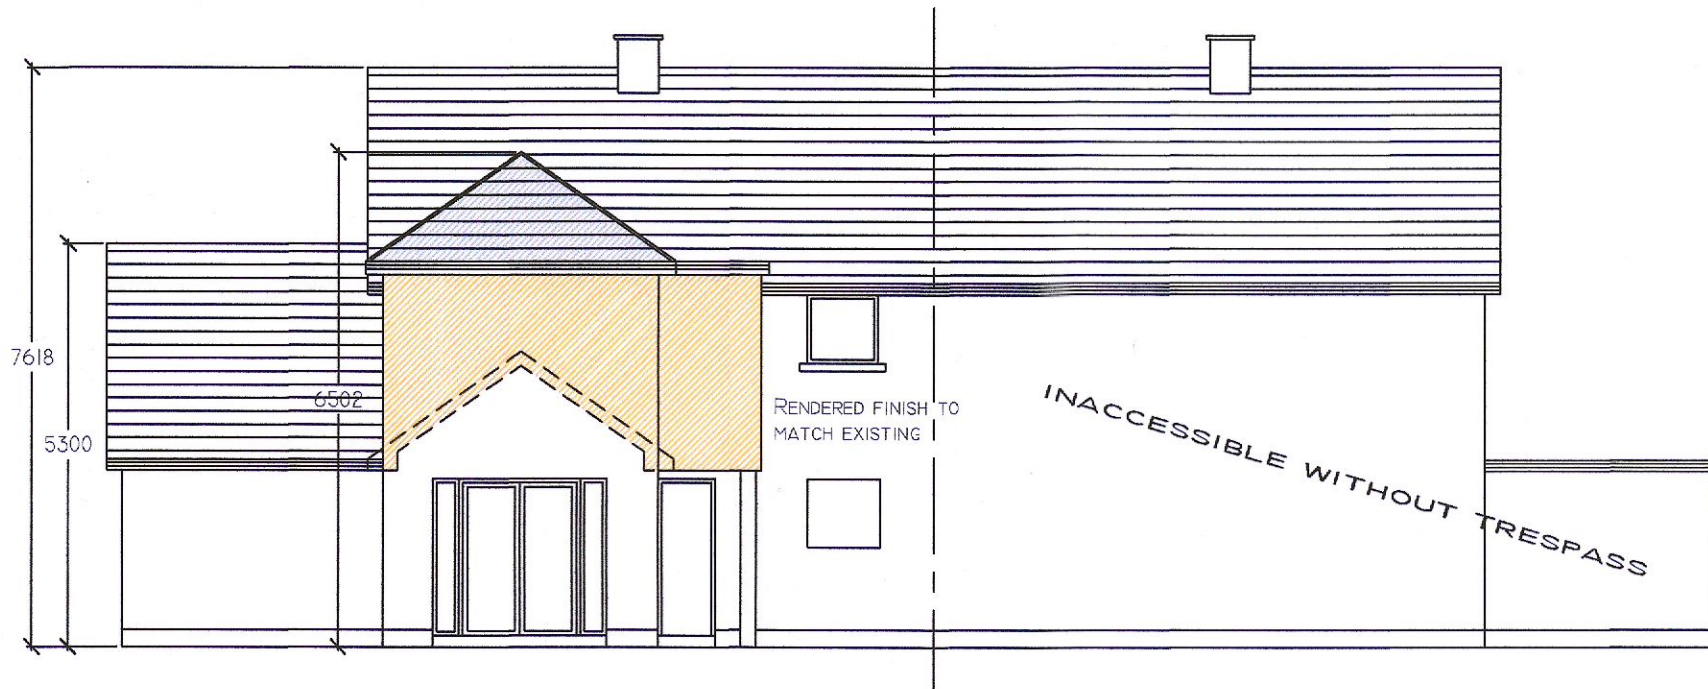 7618
5300
6502
RENDERED FINISH TO
MATCH EXISTING
INACCESSIBLE WITHOUT TRESPASS